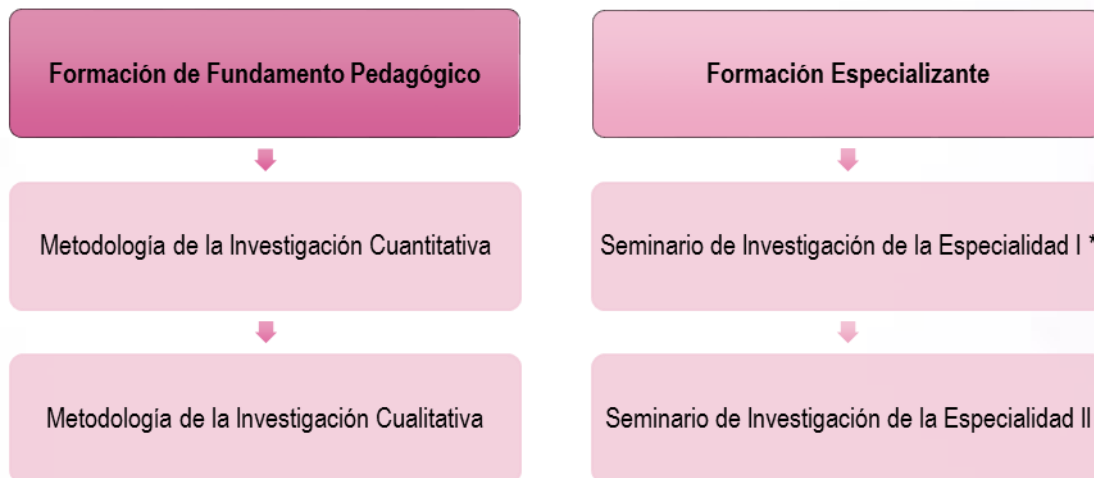 Formación de Fundamento Pedagógico
Metodología de la Investigación Cuantitativa
Metodología de la Investigación Cualitativa
Formación Especializante
Seminario de Investigación de la Especialidad I *
Seminario de Investigación de la Especialidad II